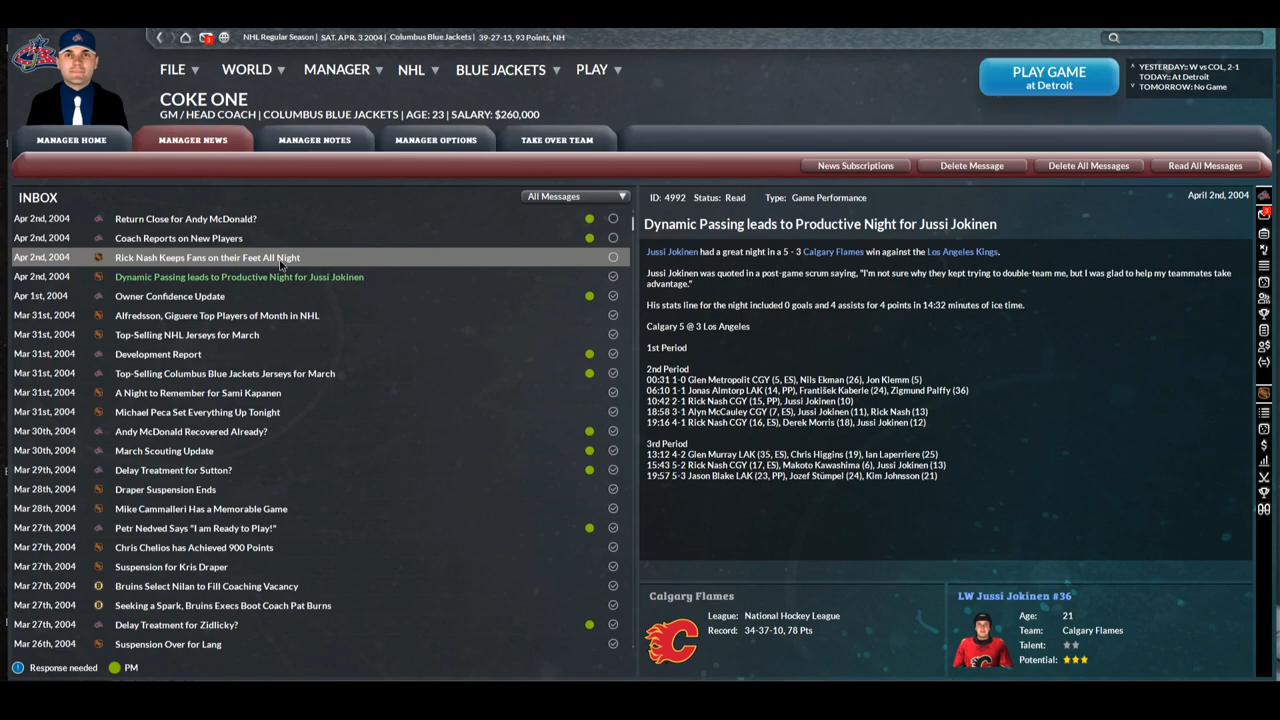 NHL Regular Season | SAT. APR. 3 2004 | Columbus Blue Jackets | 39-27-15, 93 Points, NH
3
FILE WORLD MANAGER NHL BLUE JACKETS PLAY
PLAY GAME
at Detroit
YESTERDAY:: W vs COL, 2-1
TODAY:: At Detroit
TOMORROW: No Game
COKE ONE
GM / HEAD COACH | COLUMBUS BLUE JACKETS | AGE: 23 | SALARY: $260,000
MANAGER HOME MANAGER NEWS MANAGER NOTES MANAGER OPTIONS TAKE OVER TEAM
News Subscriptions Delete Message Delete All Messages Read All Messages
INBOX All Messages
Apr 2nd, 2004 Return Close for Andy McDonald?
Apr 2nd, 2004 Coach Reports on New Players
Apr 2nd, 2004 Rick Nash Keeps Fans on their Feet All Night
Apr 2nd, 2004 Dynamic Passing leads to Productive Night for Jussi Jokinen
Apr 1st, 2004 Owner Confidence Update
Mar 31st, 2004 Alfredsson, Giguere Top Players of Month in NHL
Mar 31st, 2004 Top-Selling NHL Jerseys for March
Mar 31st, 2004 Development Report
Mar 31st, 2004 Top-Selling Columbus Blue Jackets Jerseys for March
Mar 31st, 2004 A Night to Remember for Sami Kapanen
Mar 31st, 2004 Michael Peca Set Everything Up Tonight
Mar 30th, 2004 Andy McDonald Recovered Already?
Mar 30th, 2004 March Scouting Update
Mar 29th, 2004 Delay Treatment for Sutton?
Mar 28th, 2004 Draper Suspension Ends
Mar 28th, 2004 Mike Cammalleri Has a Memorable Game
Mar 27th, 2004 Petr Nedved Says "I am Ready to Play!"
Mar 27th, 2004 Chris Chelios has Achieved 900 Points
Mar 27th, 2004 Suspension for Kris Draper
Mar 27th, 2004 Bruins Select Nilan to Fill Coaching Vacancy
Mar 27th, 2004 Seeking a Spark, Bruins Execs Boot Coach Pat Burns
Mar 27th, 2004 Delay Treatment for Zidlicky?
Mar 26th, 2004 Suspension Over for Lang
Response needed PM
ID: 4992 Status: Read Type: Game Performance April 2nd, 2004
Dynamic Passing leads to Productive Night for Jussi Jokinen
Jussi Jokinen had a great night in a 5 - 3 Calgary Flames win against the Los Angeles Kings.
Jussi Jokinen was quoted in a post-game scrum saying, "I'm not sure why they kept trying to double-team me, but I was glad to help my teammates take
advantage."
His stats line for the night included 0 goals and 4 assists for 4 points in 14:32 minutes of ice time.
Calgary 5 @ 3 Los Angeles
1st Period
2nd Period
00:31 1-0 Glen Metropolit CGY (5, ES), Nils Ekman (26), Jon Klemm (5)
06:10 1-1 Jonas Almtorp LAK (14, PP), František Kaberle (24), Zigmund Palffy (36)
10:42 2-1 Rick Nash CGY (15, PP), Jussi Jokinen (10)
18:58 3-1 Alyn McCauley CGY (7, ES), Jussi Jokinen (11), Rick Nash (13)
19:16 4-1 Rick Nash CGY (16, ES), Derek Morris (18), Jussi Jokinen (12)
3rd Period
13:12 4-2 Glen Murray LAK (35, ES), Chris Higgins (19), Ian Laperriere (25)
15:43 5-2 Rick Nash CGY (17, ES), Makoto Kawashima (6), Jussi Jokinen (13)
19:57 5-3 Jason Blake LAK (23, PP), Jozef Stümpel (24), Kim Johnsson (21)
Calgary Flames
League: National Hockey League
Record: 34-37-10, 78 Pts
LW Jussi Jokinen #36
Age: 21
Team: Calgary Flames
Talent:
Potential: